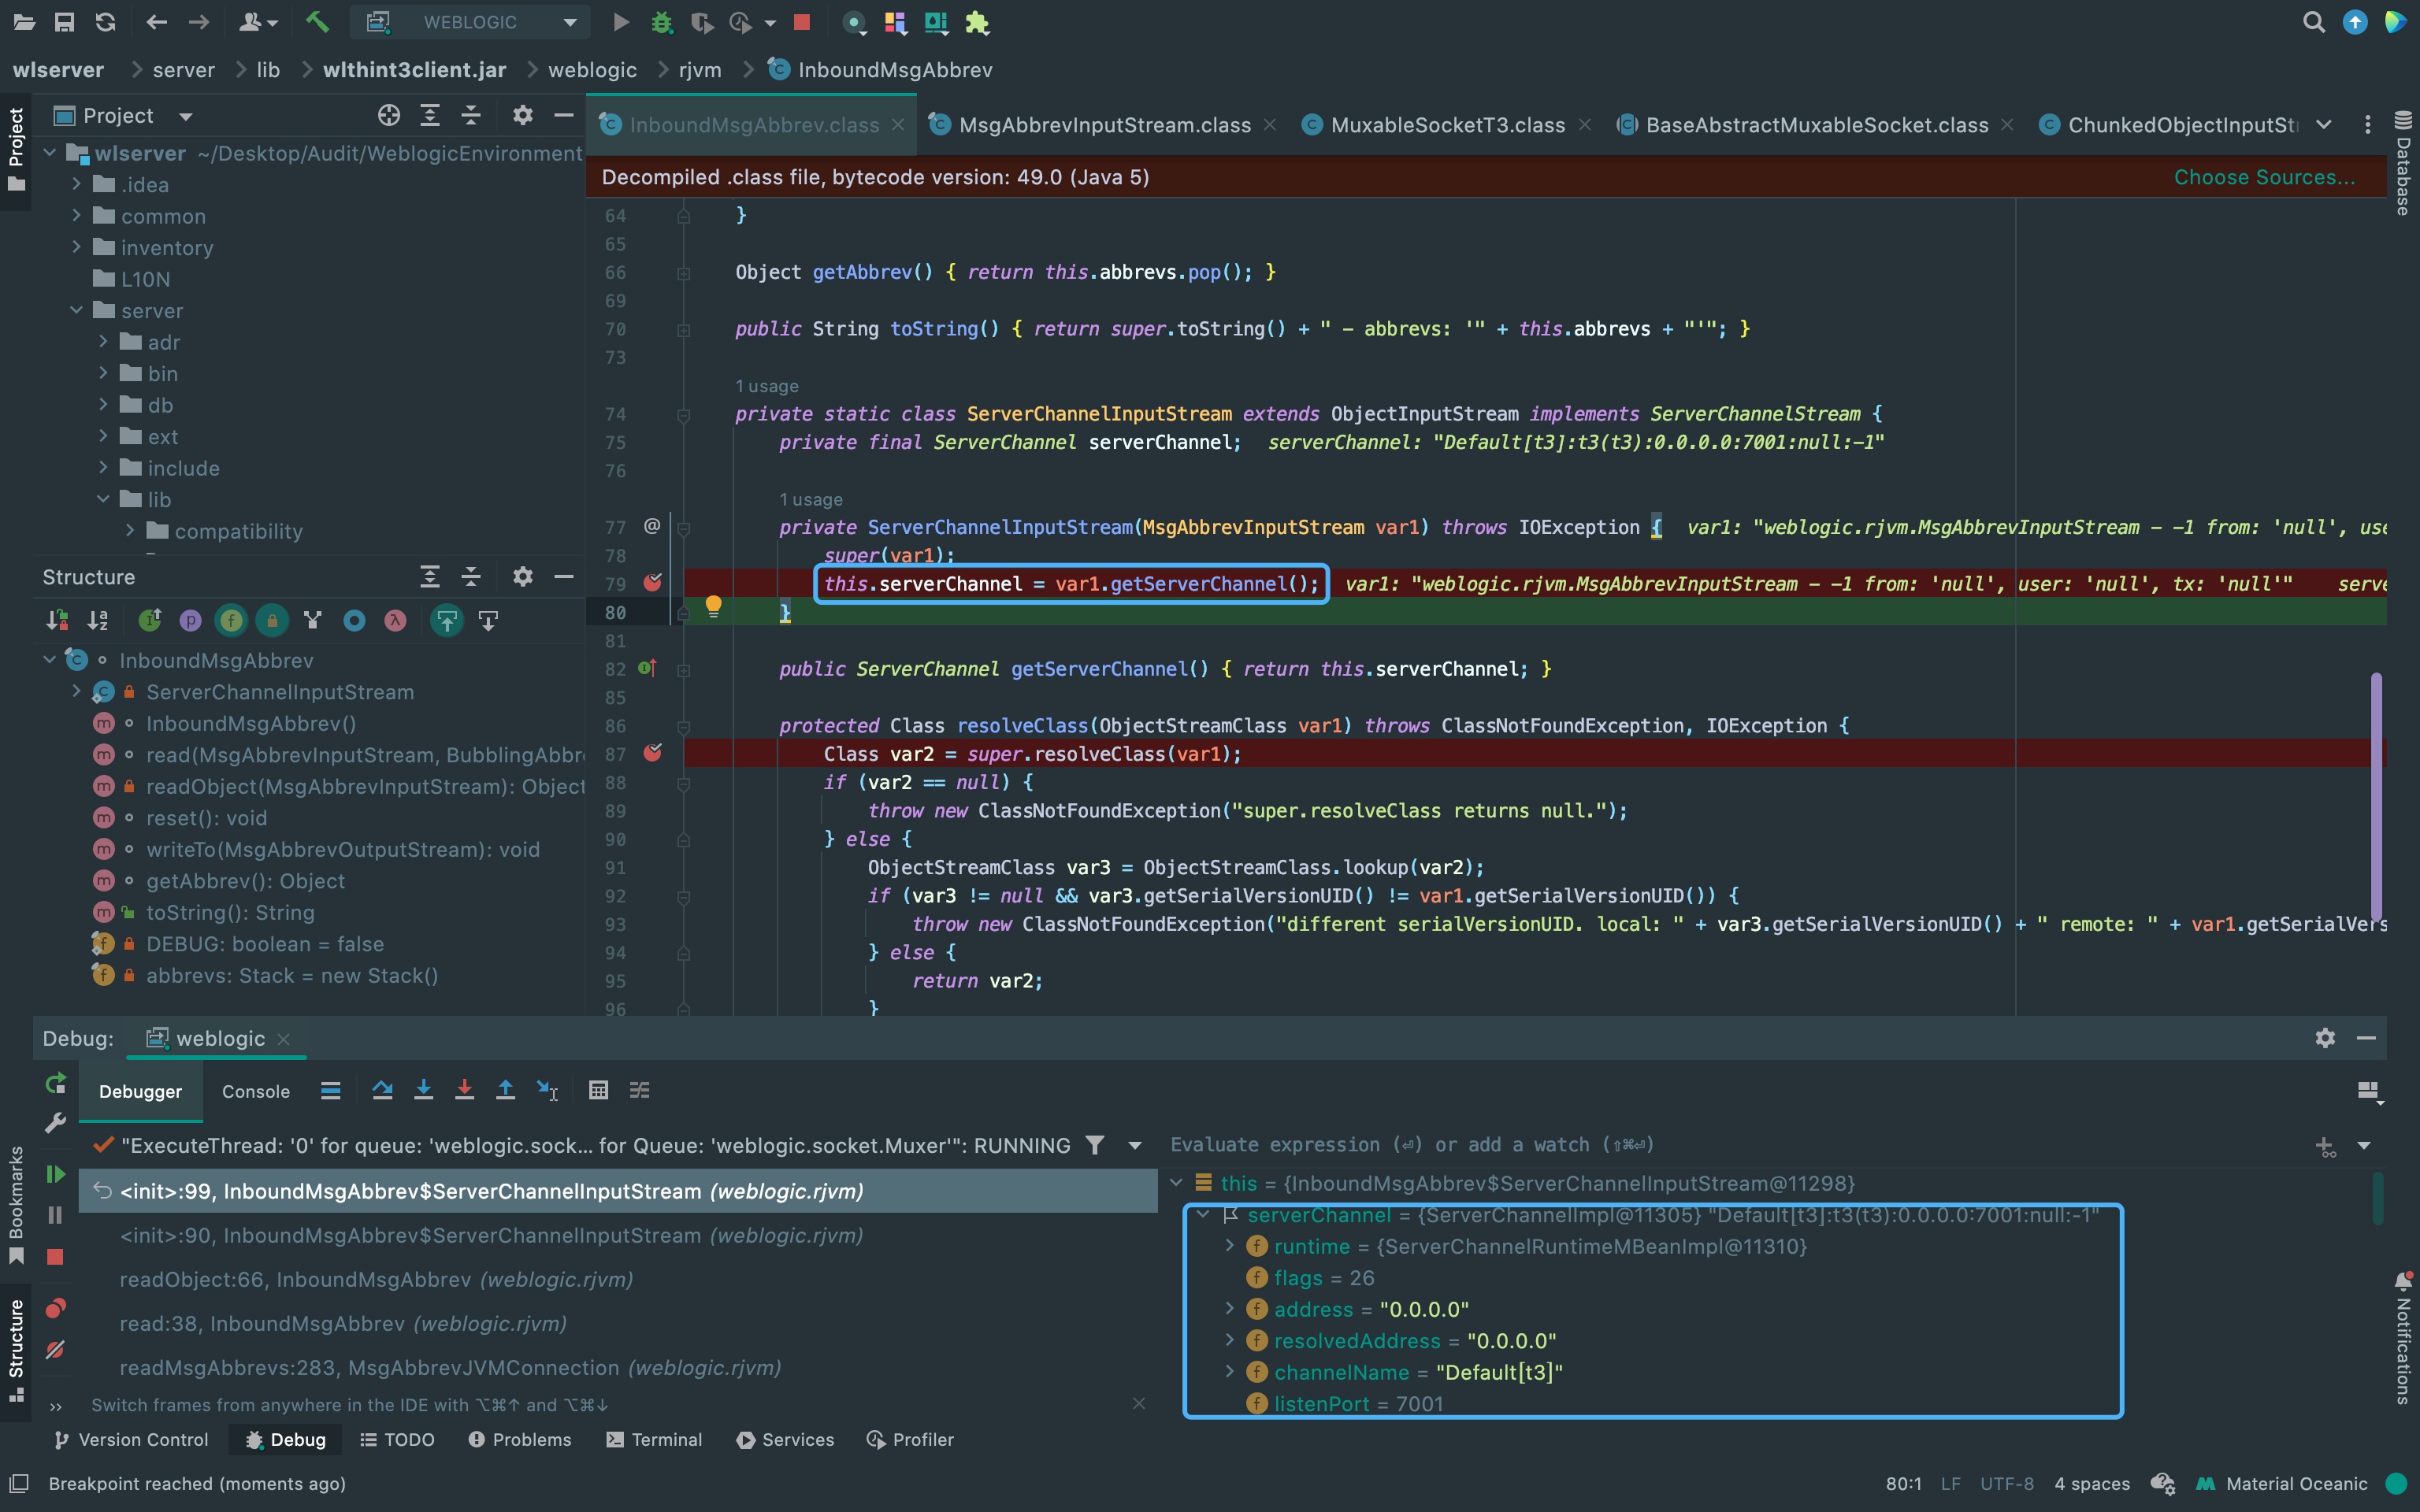 WEBLOGIC
wlserver server lib wlthint3client.jar weblogic rjvm InboundMsgAbbrev
Project
Project
wlserver ~/Desktop/Audit/WeblogicEnvironment
.idea
common
inventory
L10N
server
adr
bin
db
ext
include
lib
compatibility
Structure
InboundMsgAbbrev
ServerChannelInputStream
InboundMsgAbbrev()
read(MsgAbbrevInputStream, BubblingAbbre
readObject(MsgAbbrevInputStream): Object
reset(): void
writeTo(MsgAbbrevOutputStream): void
getAbbrev(): Object
toString(): String
DEBUG: boolean = false
abbrevs: Stack = new Stack()
InboundMsgAbbrev.class MsgAbbrevInputStream.class MuxableSocketT3.class BaseAbstractMuxableSocket.class ChunkedObjectInputSt
Decompiled .class file, bytecode version: 49.0 (Java 5) Choose Sources...
64 }
65
66 Object getAbbrev() { return this.abbrevs.pop(); }
69
70 public String toString() { return super.toString() + " - abbrevs: '" + this.abbrevs + "'"; }
73
1 usage
74 private static class ServerChannelInputStream extends ObjectInputStream implements ServerChannelStream {
75 private final ServerChannel serverChannel; serverChannel: "Default[t3]:t3(t3):0.0.0.0:7001:null:-1"
76
1 usage
77 @ private ServerChannelInputStream(MsgAbbrevInputStream var1) throws IOException { var1: "weblogic.rjvm.MsgAbbrevInputStream - -1 from: 'null', use
78 super(var1);
79 this.serverChannel = var1.getServerChannel(); var1: "weblogic.rjvm.MsgAbbrevInputStream - -1 from: 'null', user: 'null', tx: 'null'" serve
80 }
81
82 public ServerChannel getServerChannel() { return this.serverChannel; }
85
86 protected Class resolveClass(ObjectStreamClass var1) throws ClassNotFoundException, IOException {
87 Class var2 = super.resolveClass(var1);
88 if (var2 == null) {
89 throw new ClassNotFoundException("super.resolveClass returns null.");
90 } else {
91 ObjectStreamClass var3 = ObjectStreamClass.lookup(var2);
92 if (var3 != null && var3.getSerialVersionUID() != var1.getSerialVersionUID()) {
93 throw new ClassNotFoundException("different serialVersionUID. local: " + var3.getSerialVersionUID() + " remote: " + var1.getSerialVers
94 } else {
95 return var2;
96 }
Database
Debug: weblogic
Debugger Console
"ExecuteThread: '0' for queue: 'weblogic.sock... for Queue: 'weblogic.socket.Muxer'": RUNNING
<init>:99, InboundMsgAbbrev$ServerChannelInputStream (weblogic.rjvm)
<init>:90, InboundMsgAbbrev$ServerChannelInputStream (weblogic.rjvm)
readObject:66, InboundMsgAbbrev (weblogic.rjvm)
read:38, InboundMsgAbbrev (weblogic.rjvm)
readMsgAbbrevs:283, MsgAbbrevJVMConnection (weblogic.rjvm)
Switch frames from anywhere in the IDE with ⌥⌘↑ and ⌥⌘↓
Evaluate expression (⏎) or add a watch (⇧⌘⏎)
this = {InboundMsgAbbrev$ServerChannelInputStream@11298}
serverChannel = {ServerChannelImpl@11305} "Default[t3]:t3(t3):0.0.0.0:7001:null:-1"
runtime = {ServerChannelRuntimeMBeanImpl@11310}
flags = 26
address = "0.0.0.0"
resolvedAddress = "0.0.0.0"
channelName = "Default[t3]"
listenPort = 7001
Bookmarks
Structure
Notifications
Version Control Debug TODO Problems Terminal Services Profiler
Breakpoint reached (moments ago) 80:1 LF UTF-8 4 spaces Material Oceanic